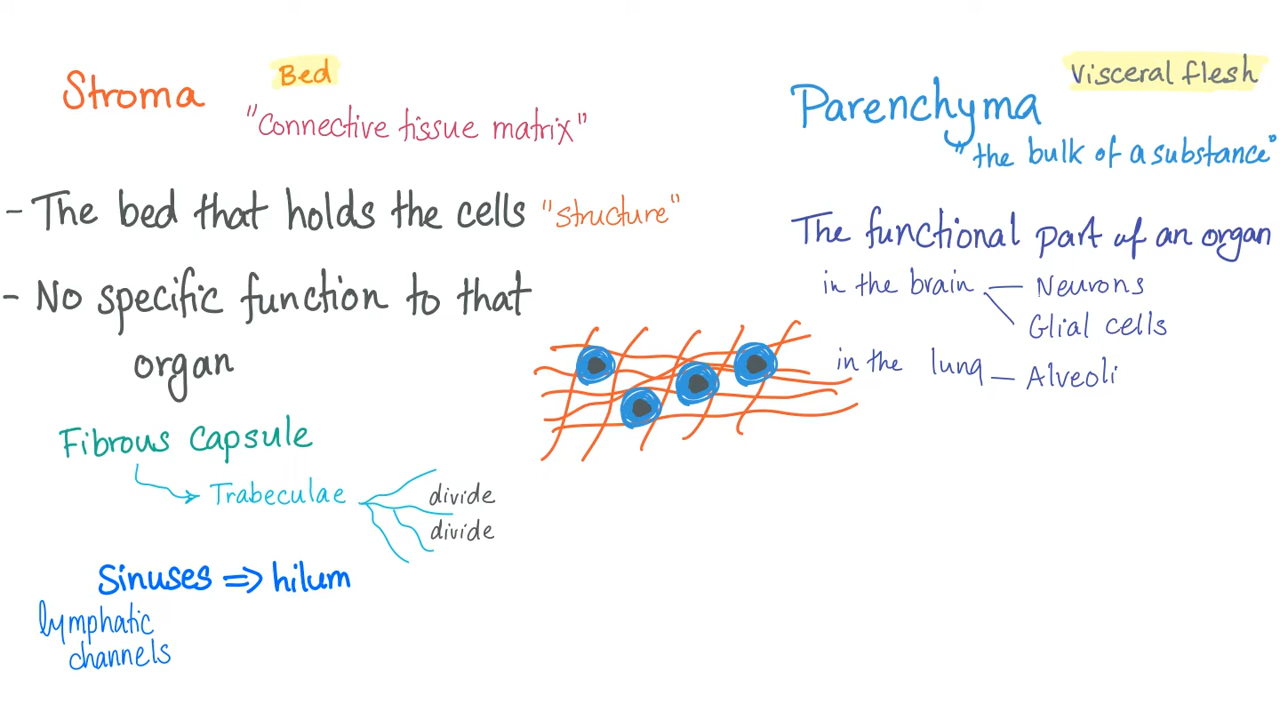 Stroma
Bed
"connective tissue matrix"
- The bed that holds the cells "structure"
- No specific function to that
organ
Fibrous capsule
Trabeculae
divide
divide
Sinuses ⇒ hilum
lymphatic
channels
Parenchyma
Visceral flesh
"the bulk of a substance"
The functional part of an organ
in the brain — Neurons
Glial cells
in the lung — Alveoli